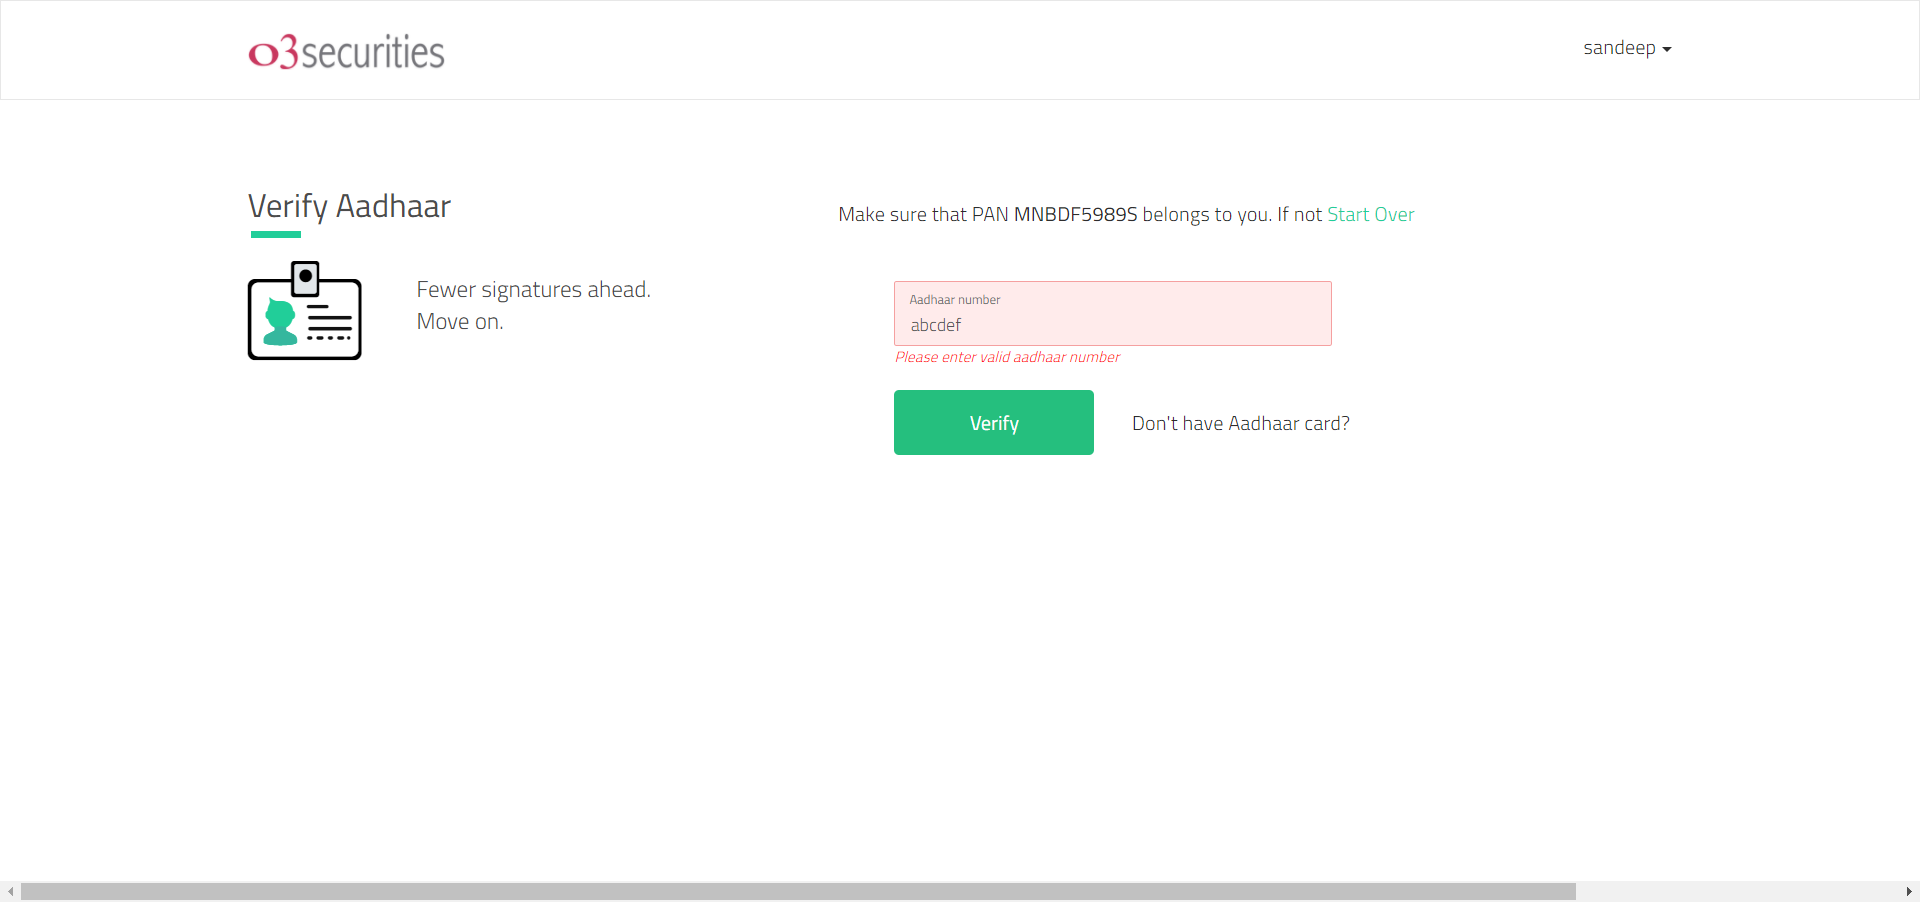 o3securities
sandeep
Verify Aadhaar
Make sure that PAN MNBDF5989S belongs to you. If not Start Over
Fewer signatures ahead.
Move on.
Aadhaar number
abcdef
Please enter valid aadhaar number
Verify
Don't have Aadhaar card?